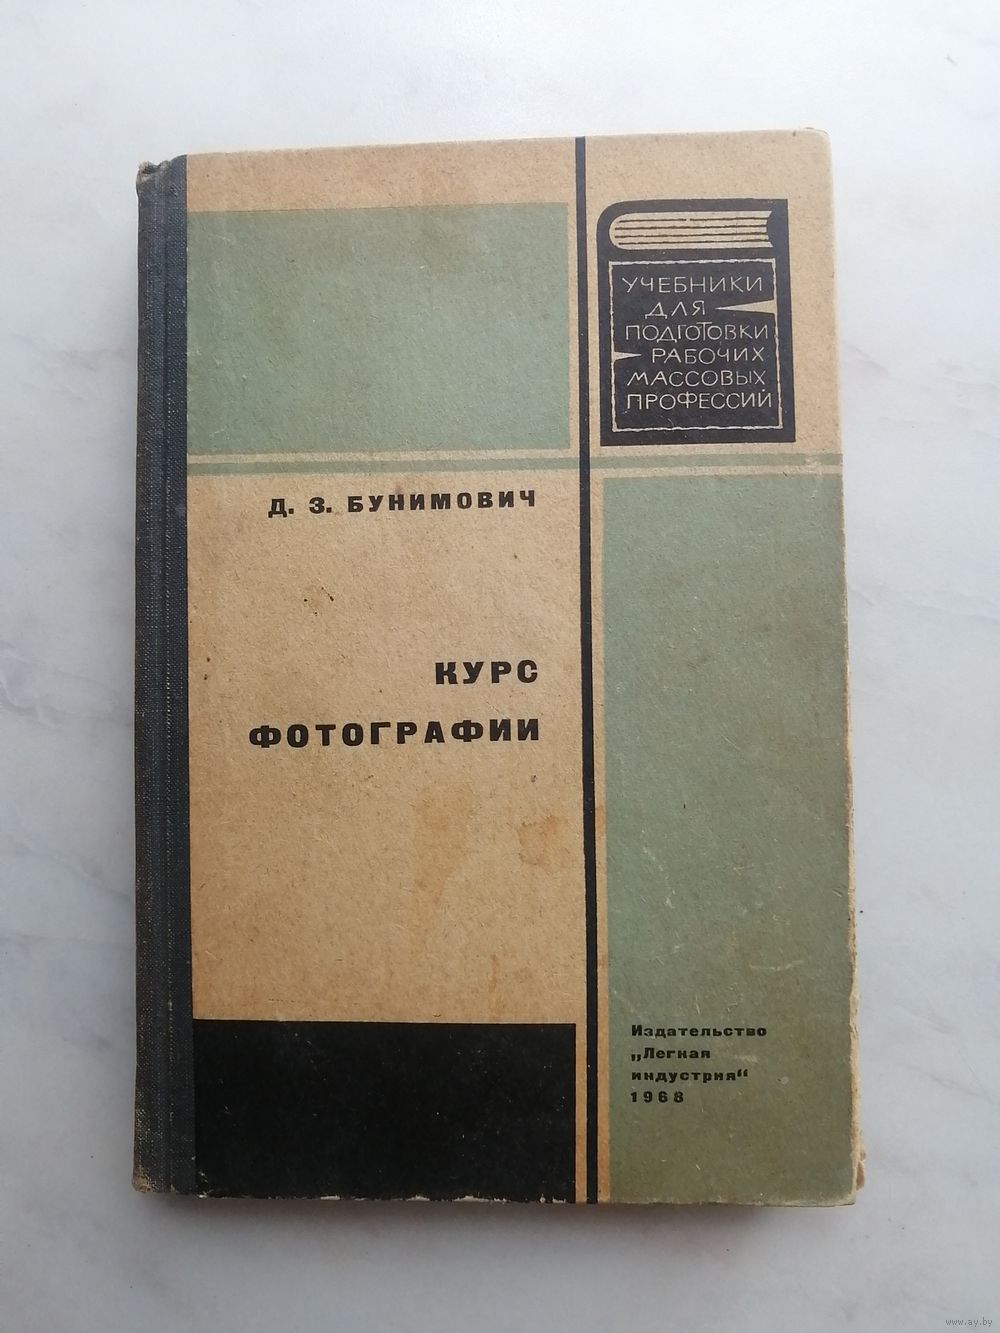 УЧЕБНИКИ
ДЛЯ
ПОДГОТОВКИ
РАБОЧИХ
МАССОВЫХ
ПРОФЕССИЙ
Д. З. БУНИМОВИЧ
КУРС
ФОТОГРАФИИ
Издательство
„Легкая
индустрия“
1968
www.ay.by